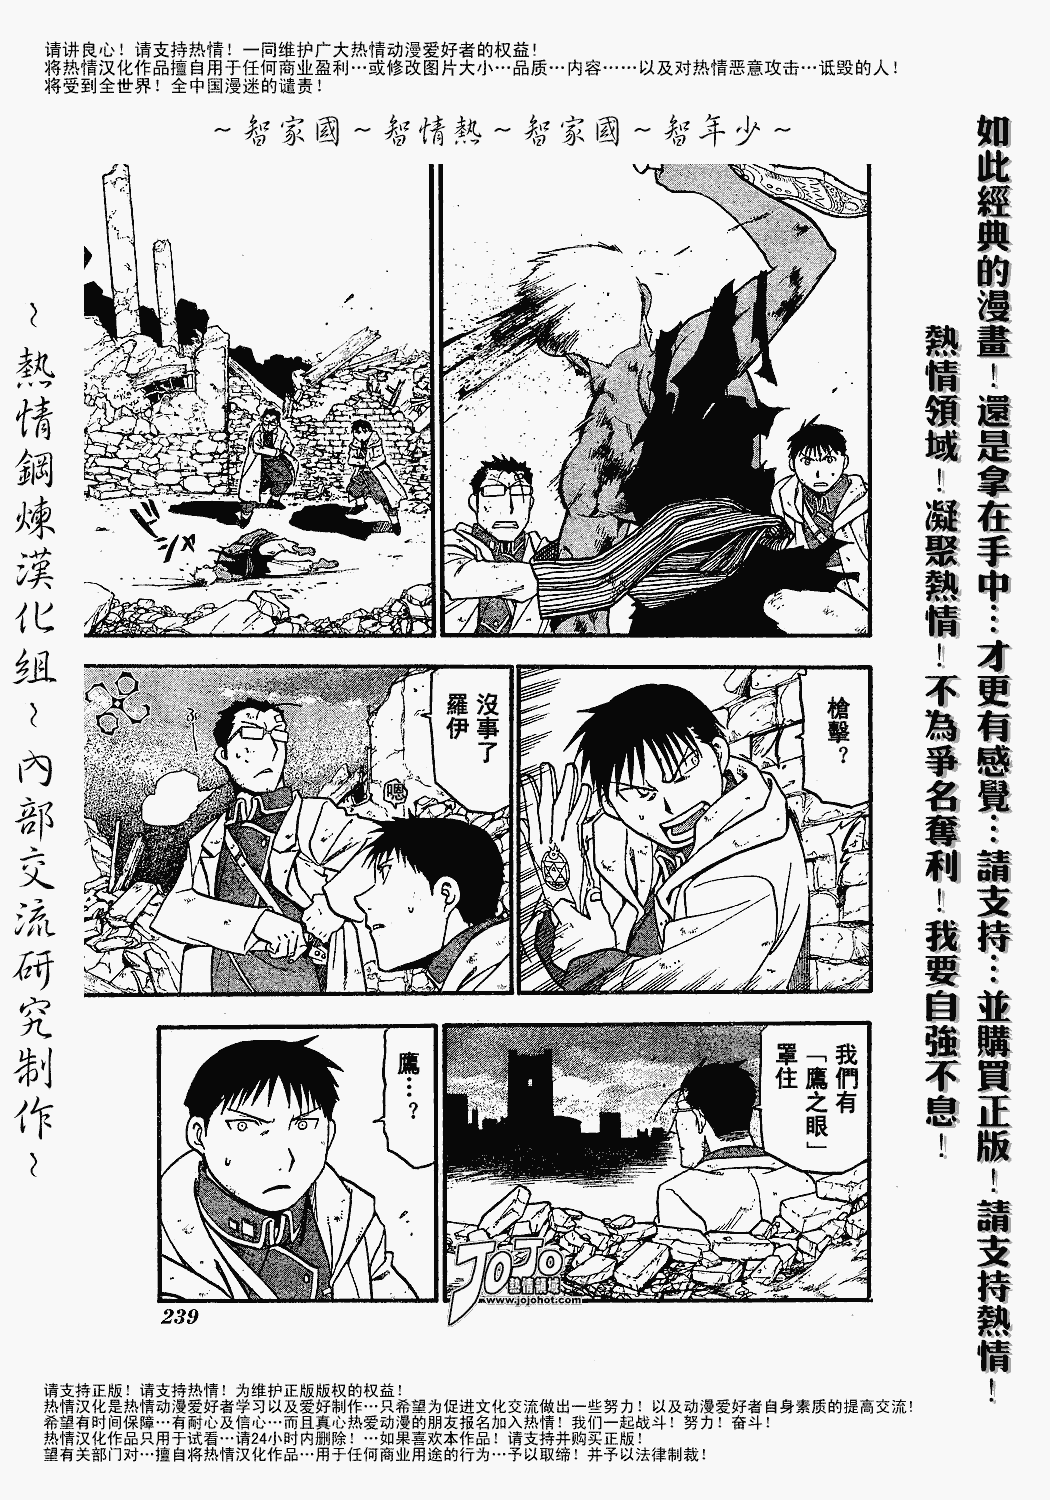 请讲良心！请支持热情！一同维护广大热情动漫爱好者的权益！
将热情汉化作品擅自用于任何商业盈利…或修改图片大小…品质…内容……以及对热情恶意攻击…诋毁的人！
将受到全世界！全中国漫迷的谴责！
～智家國～智情熱～智家國～智年少～
如此經典的漫畫！還是拿在手中…才更有感覺…請支持…並購買正版！請支持熱情！
熱情領域！凝聚熱情！不為爭名奪利！我要自強不息！
～熱情鋼煉漢化組～內部交流研究制作～
ドシャ
槍擊？
沒事了
羅伊
嗯
我們有
「鷹之眼」
罩住
鷹…？
JOJO
熱情領域
www.jojohot.com
239
请支持正版！请支持热情！为维护正版版权的权益！
热情汉化是热情动漫爱好者学习以及爱好制作…只希望为促进文化交流做出一些努力！以及动漫爱好者自身素质的提高交流！
希望有时间保障…有耐心及信心…而且真心热爱动漫的朋友报名加入热情！我们一起战斗！努力！奋斗！
热情汉化作品只用于试看…请24小时内删除！…如果喜欢本作品！请支持并购买正版！
望有关部门对…擅自将热情汉化作品…用于任何商业用途的行为…予以取缔！并予以法律制裁！